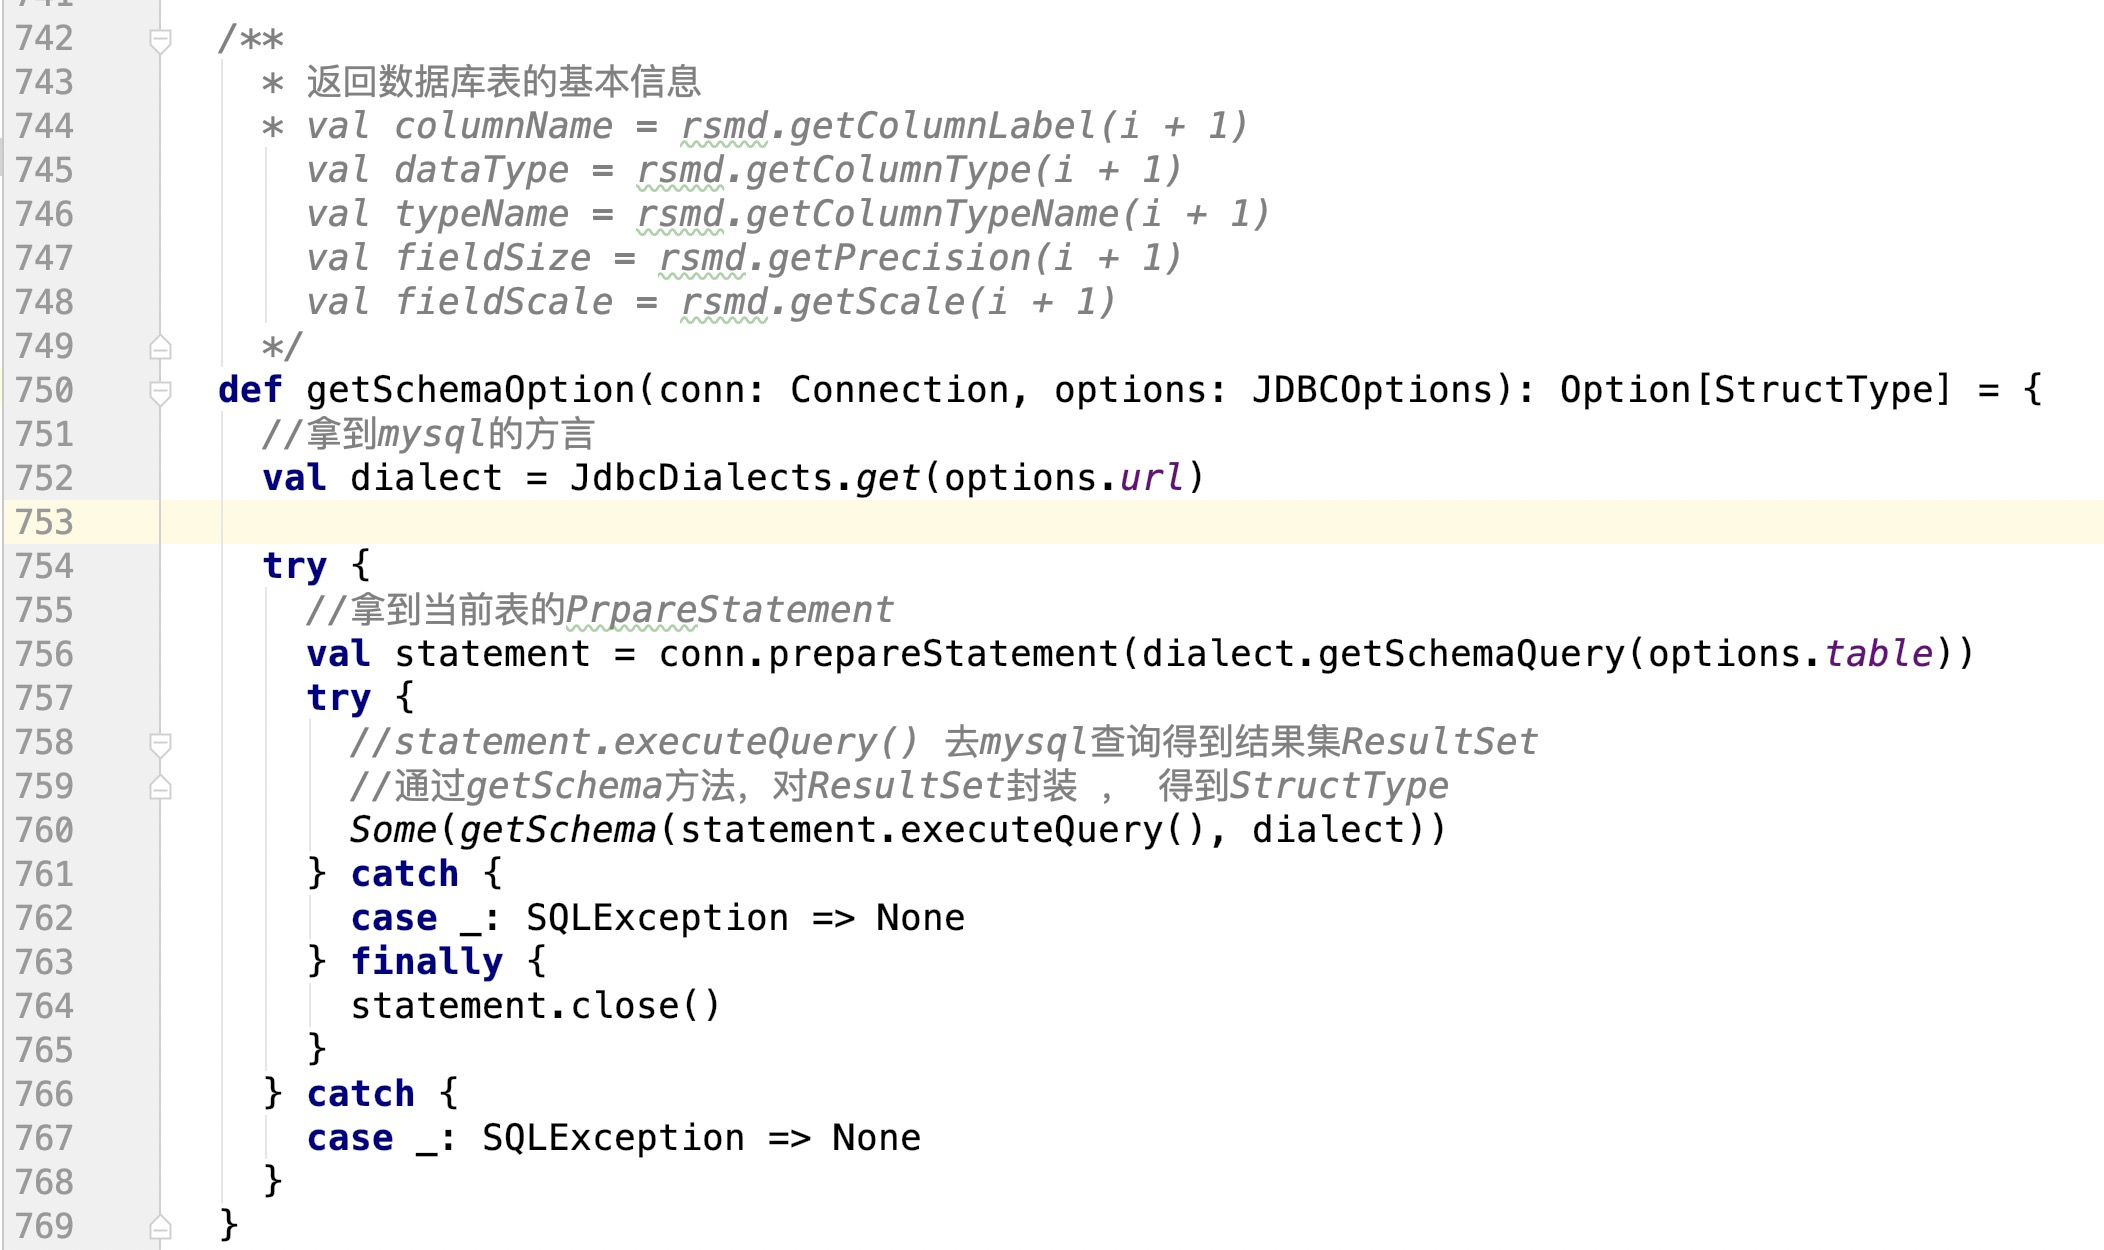 742 /**
743 * 返回数据库表的基本信息
744 * val columnName = rsmd.getColumnLabel(i + 1)
745 val dataType = rsmd.getColumnType(i + 1)
746 val typeName = rsmd.getColumnTypeName(i + 1)
747 val fieldSize = rsmd.getPrecision(i + 1)
748 val fieldScale = rsmd.getScale(i + 1)
749 */
750 def getSchemaOption(conn: Connection, options: JDBCOptions): Option[StructType] = {
751 //拿到mysql的方言
752 val dialect = JdbcDialects.get(options.url)
753
754 try {
755 //拿到当前表的PrpareStatement
756 val statement = conn.prepareStatement(dialect.getSchemaQuery(options.table))
757 try {
758 //statement.executeQuery() 去mysql查询得到结果集ResultSet
759 //通过getSchema方法，对ResultSet封装 ， 得到StructType
760 Some(getSchema(statement.executeQuery(), dialect))
761 } catch {
762 case _: SQLException => None
763 } finally {
764 statement.close()
765 }
766 } catch {
767 case _: SQLException => None
768 }
769 }